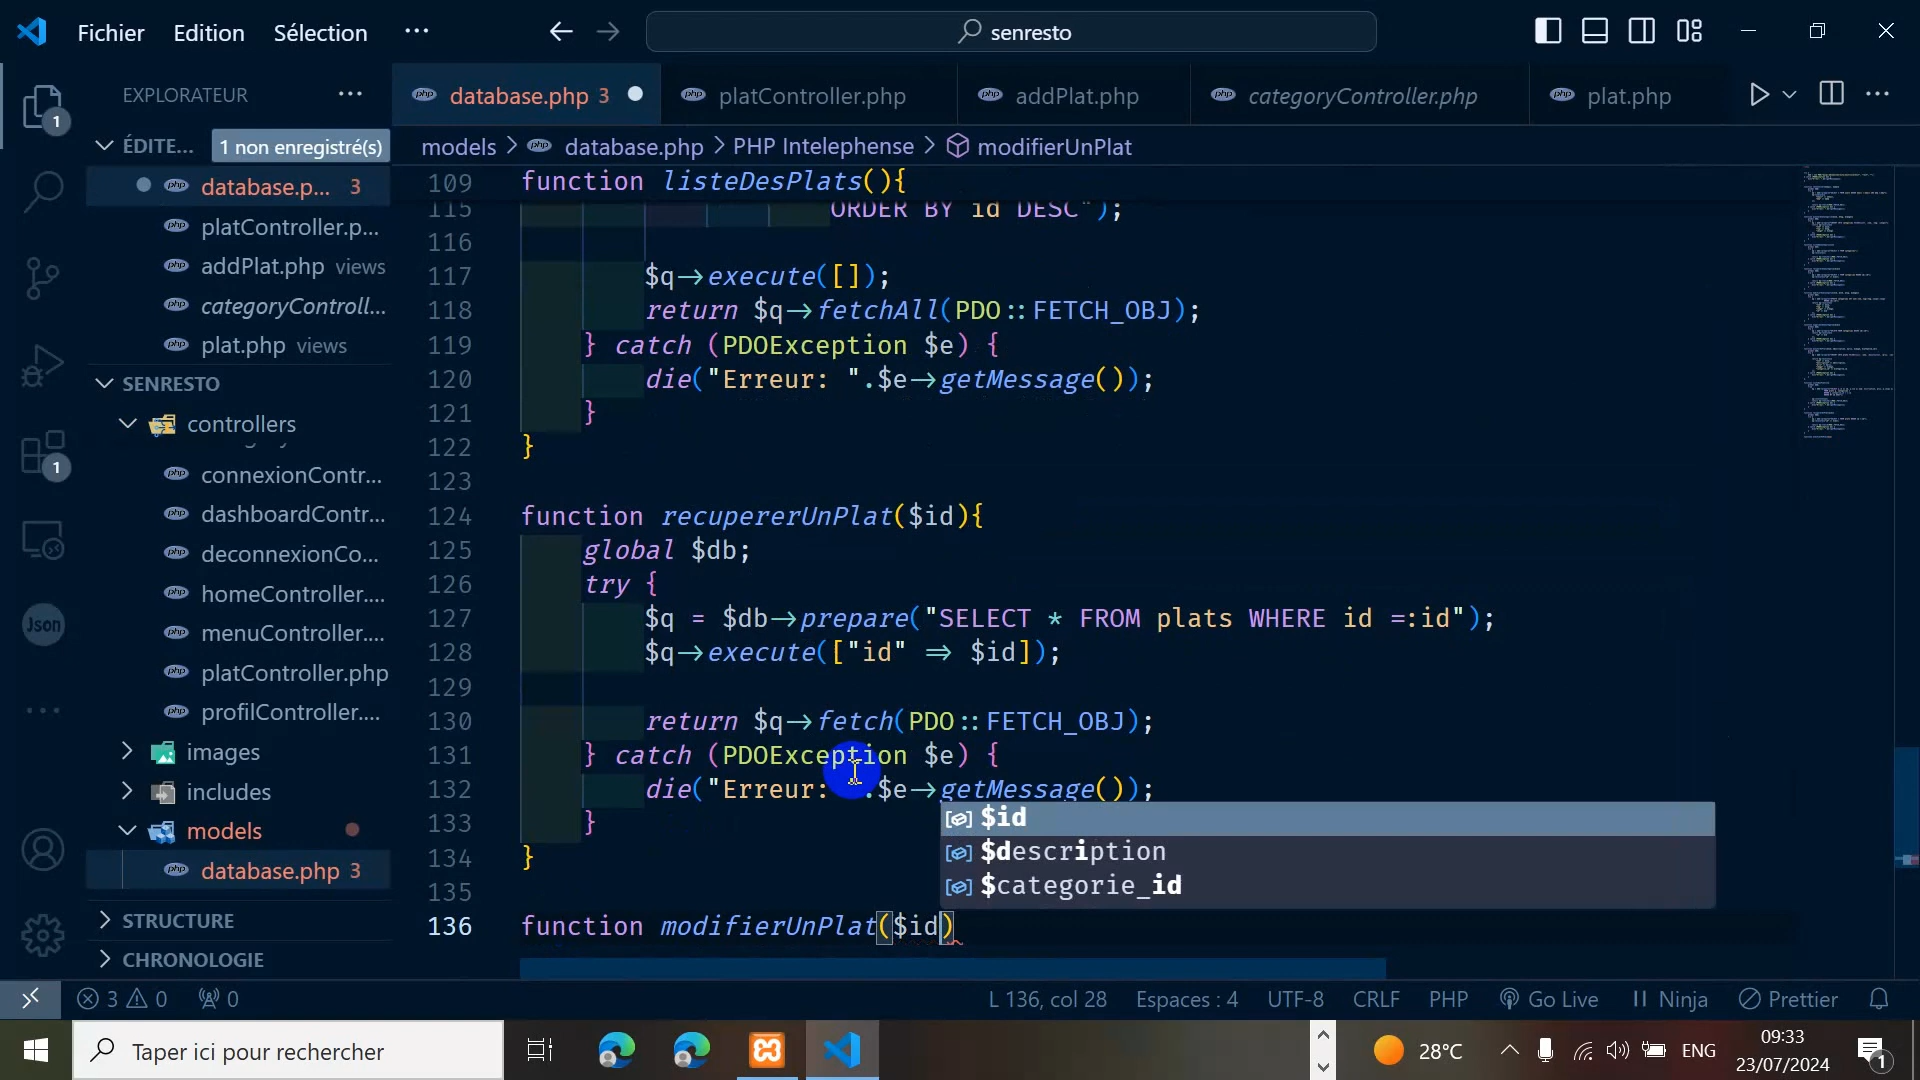 Fichier Edition Sélection ... senresto
EXPLORATEUR ...
database.php 3 platController.php addPlat.php categoryController.php plat.php
ÉDITE... 1 non enregistré(s)
models > database.php > PHP Intelephense > modifierUnPlat
database.p... 3
platController.p...
addPlat.php views
categoryControll...
plat.php views
SENRESTO
controllers
connexionContr...
dashboardContr...
deconnexionCo...
homeController....
menuController....
platController.php
profilController....
images
includes
models
database.php 3
STRUCTURE
CHRONOLOGIE
109 function listeDesPlats(){
115 ORDER BY id DESC");
116
117 $q->execute([]);
118 return $q->fetchAll(PDO::FETCH_OBJ);
119 } catch (PDOException $e) {
120 die("Erreur: ".$e->getMessage());
121 }
122 }
123
124 function recupererUnPlat($id){
125 global $db;
126 try {
127 $q = $db->prepare("SELECT * FROM plats WHERE id =:id");
128 $q->execute(["id" => $id]);
129
130 return $q->fetch(PDO::FETCH_OBJ);
131 } catch (PDOException $e) {
132 die("Erreur: ".$e->getMessage());
133 }
134 }
135
136 function modifierUnPlat($id)
$id
$description
$categorie_id
3 0 0 L 136, col 28 Espaces : 4 UTF-8 CRLF PHP Go Live Ninja Prettier
Json
1
1
Taper ici pour rechercher
28°C ENG 09:33
23/07/2024 1